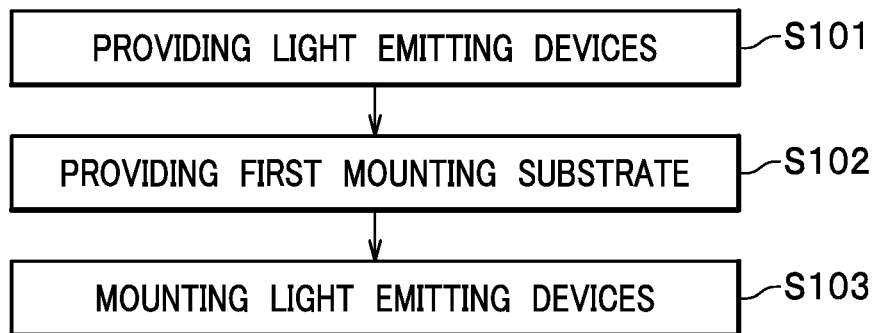 PROVIDING LIGHT EMITTING DEVICES S101
PROVIDING FIRST MOUNTING SUBSTRATE S102
MOUNTING LIGHT EMITTING DEVICES S103